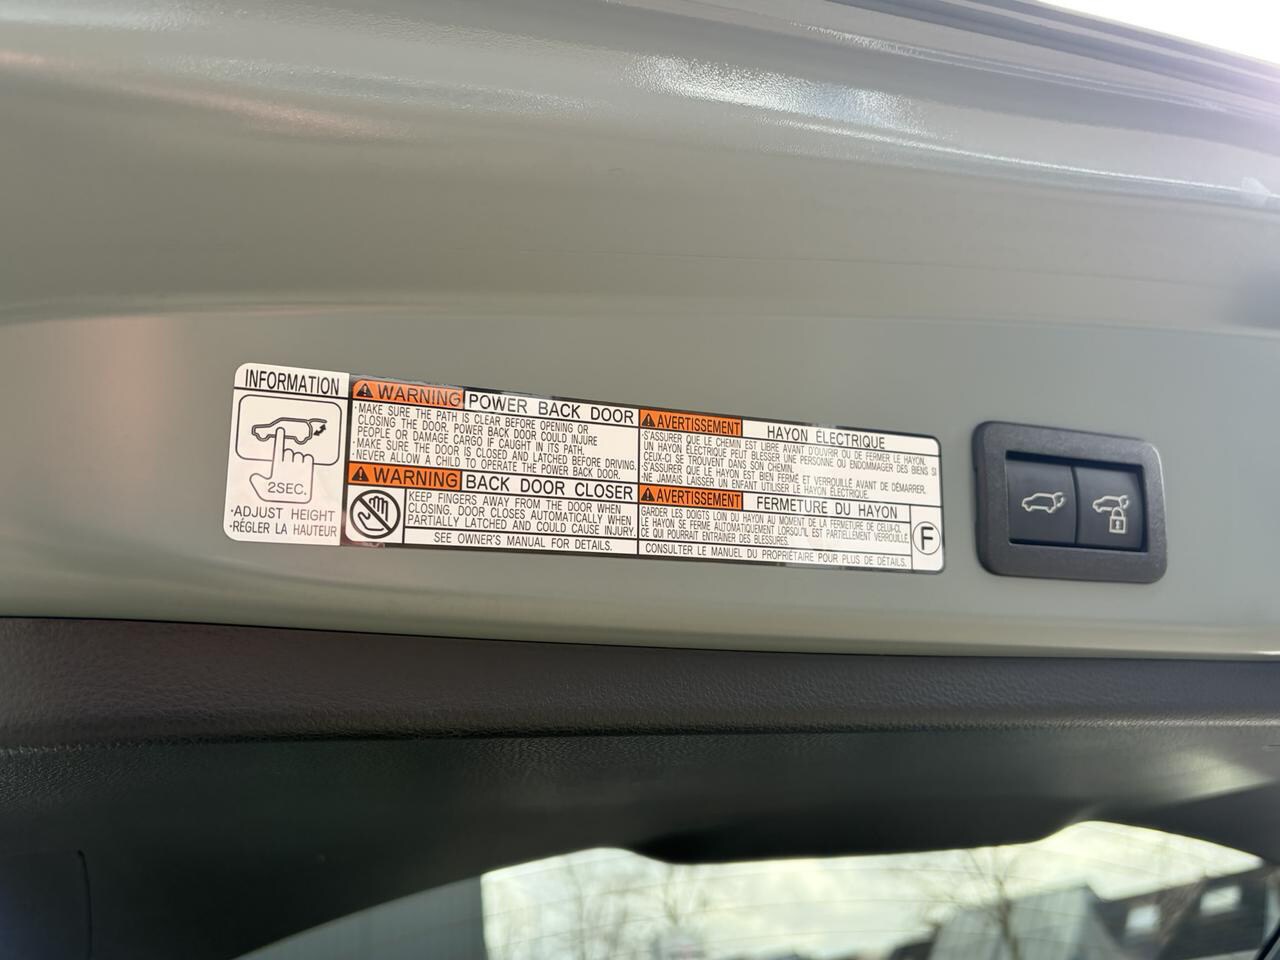 INFORMATION
2SEC.
·ADJUST HEIGHT
·RÉGLER LA HAUTEUR
WARNING POWER BACK DOOR
·MAKE SURE THE PATH IS CLEAR BEFORE OPENING OR
CLOSING THE DOOR. POWER BACK DOOR COULD INJURE
PEOPLE OR DAMAGE CARGO IF CAUGHT IN ITS PATH.
·MAKE SURE THE DOOR IS CLOSED AND LATCHED BEFORE DRIVING.
·NEVER ALLOW A CHILD TO OPERATE THE POWER BACK DOOR.
WARNING BACK DOOR CLOSER
KEEP FINGERS AWAY FROM THE DOOR WHEN
CLOSING. DOOR CLOSES AUTOMATICALLY WHEN
PARTIALLY LATCHED AND COULD CAUSE INJURY.
SEE OWNER'S MANUAL FOR DETAILS.
AVERTISSEMENT HAYON ÉLECTRIQUE
·S'ASSURER QUE LE CHEMIN EST LIBRE AVANT D'OUVRIR OU DE FERMER LE HAYON.
UN HAYON ÉLECTRIQUE PEUT BLESSER UNE PERSONNE OU ENDOMMAGER DES BIENS SI
CEUX-CI SE TROUVENT DANS SON CHEMIN.
·S'ASSURER QUE LE HAYON EST BIEN FERMÉ ET VERROUILLÉ AVANT DE DÉMARRER.
·NE JAMAIS LAISSER UN ENFANT UTILISER LE HAYON ÉLECTRIQUE.
AVERTISSEMENT FERMETURE DU HAYON
GARDER LES DOIGTS LOIN DU HAYON AU MOMENT DE LA FERMETURE DE CELUI-CI.
LE HAYON SE FERME AUTOMATIQUEMENT LORSQU'IL EST PARTIELLEMENT VERROUILLÉ,
CE QUI POURRAIT ENTRAÎNER DES BLESSURES.
CONSULTER LE MANUEL DU PROPRIÉTAIRE POUR PLUS DE DÉTAILS.
F